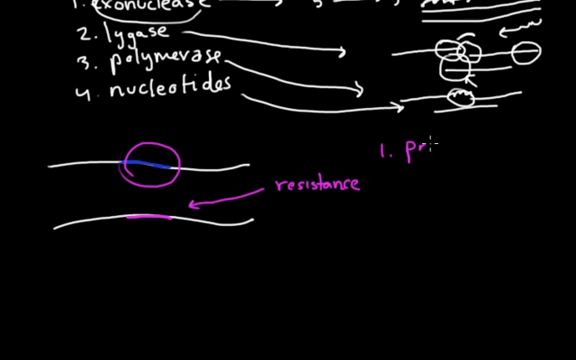 1. exonuclease
2. lygase
3. polymerase
4. nucleotides
1. pr
resistance